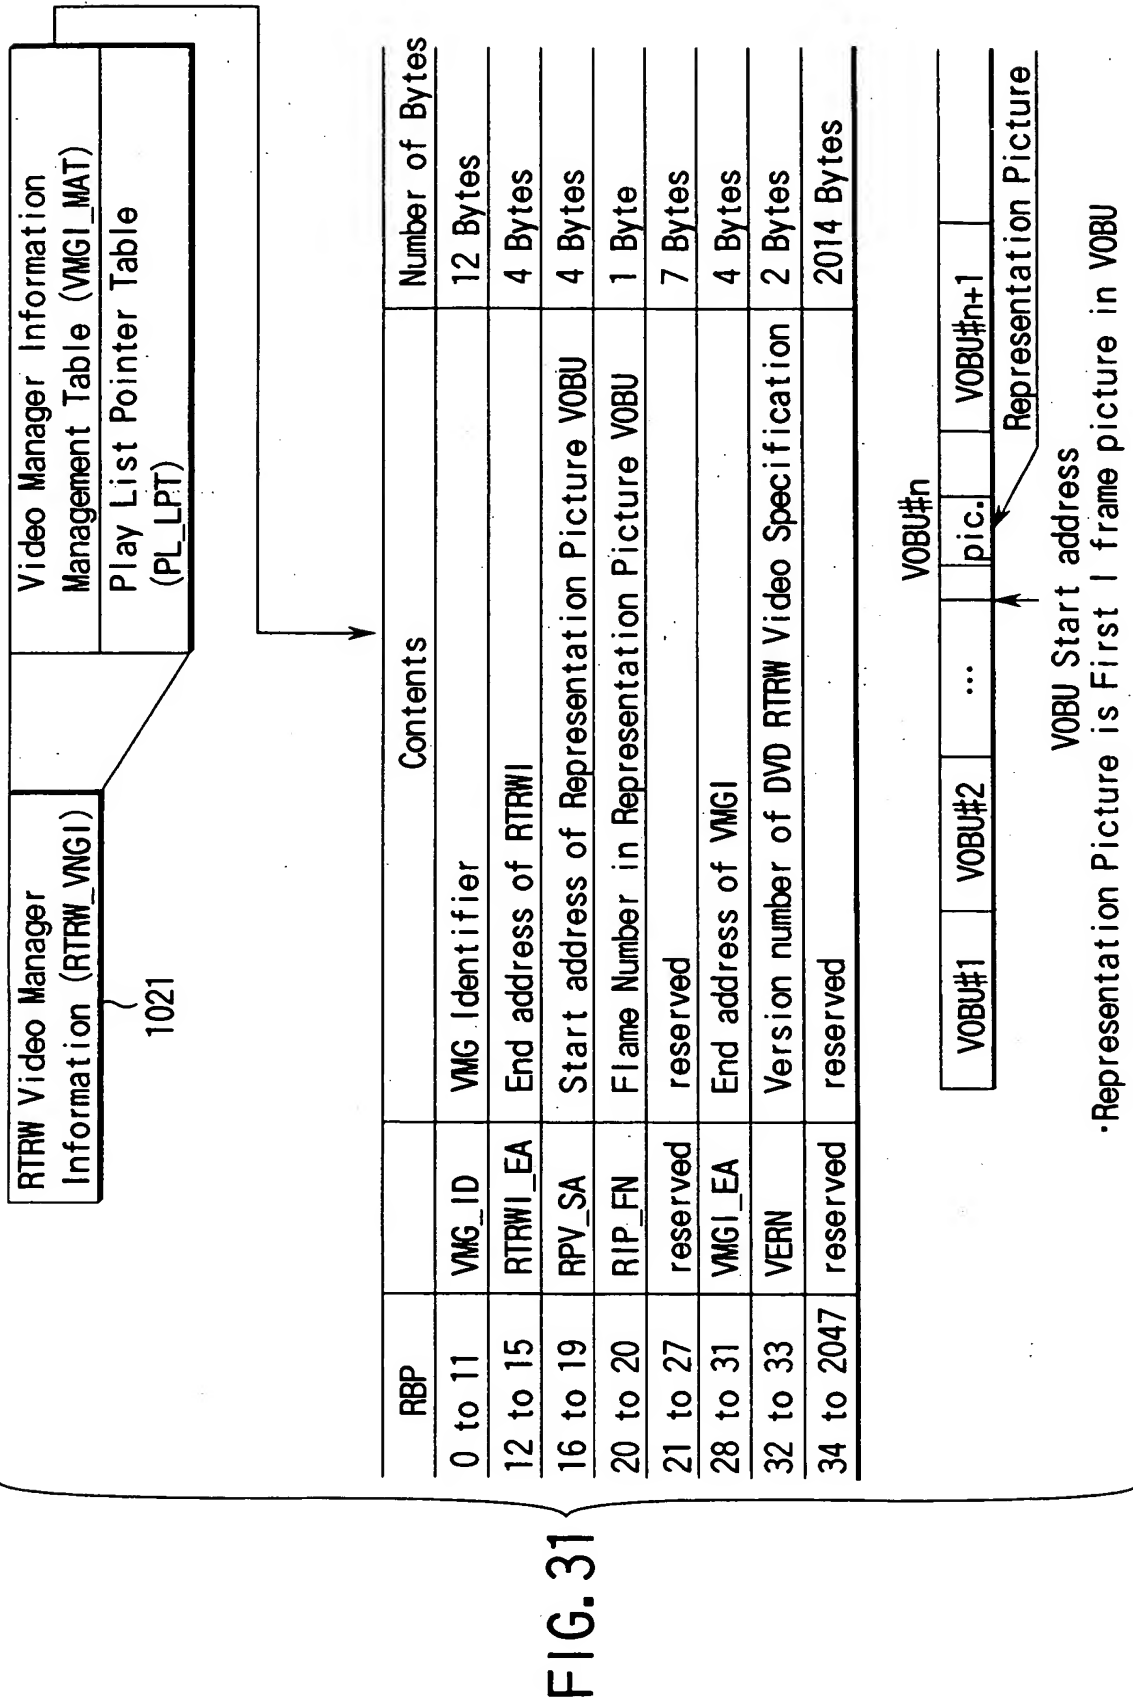 RTRW Video Manager
Information (RTRW_VNGI)
1021
Video Manager Information
Management Table (VMGI_MAT)
Play List Pointer Table
(PL_LPT)
RBP Contents Number of Bytes
0 to 11 VMG_ID VMG Identifier 12 Bytes
12 to 15 RTRWI_EA End address of RTRWI 4 Bytes
16 to 19 RPV_SA Start address of Representation Picture VOBU 4 Bytes
20 to 20 RIP_FN Flame Number in Representation Picture VOBU 1 Byte
21 to 27 reserved reserved 7 Bytes
28 to 31 VMGI_EA End address of VMGI 4 Bytes
32 to 33 VERN Version number of DVD RTRW Video Specification 2 Bytes
34 to 2047 reserved reserved 2014 Bytes
VOBU#n
VOBU#1 VOBU#2 ... pic. VOBU#n+1
Representation Picture
VOBU Start address
·Representation Picture is First I frame picture in VOBU
FIG. 31